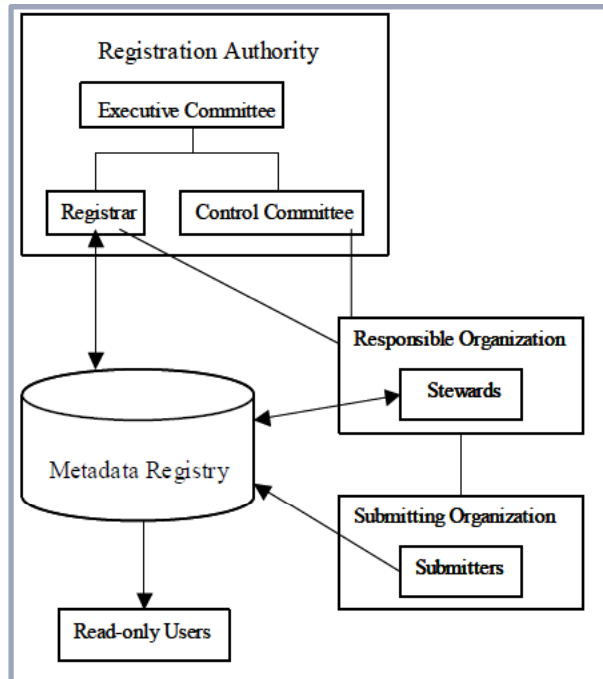 Registration Authority
Executive Committee
Registrar
Control Committee
Responsible Organization
Stewards
Metadata Registry
Submitting Organization
Submitters
Read-only Users